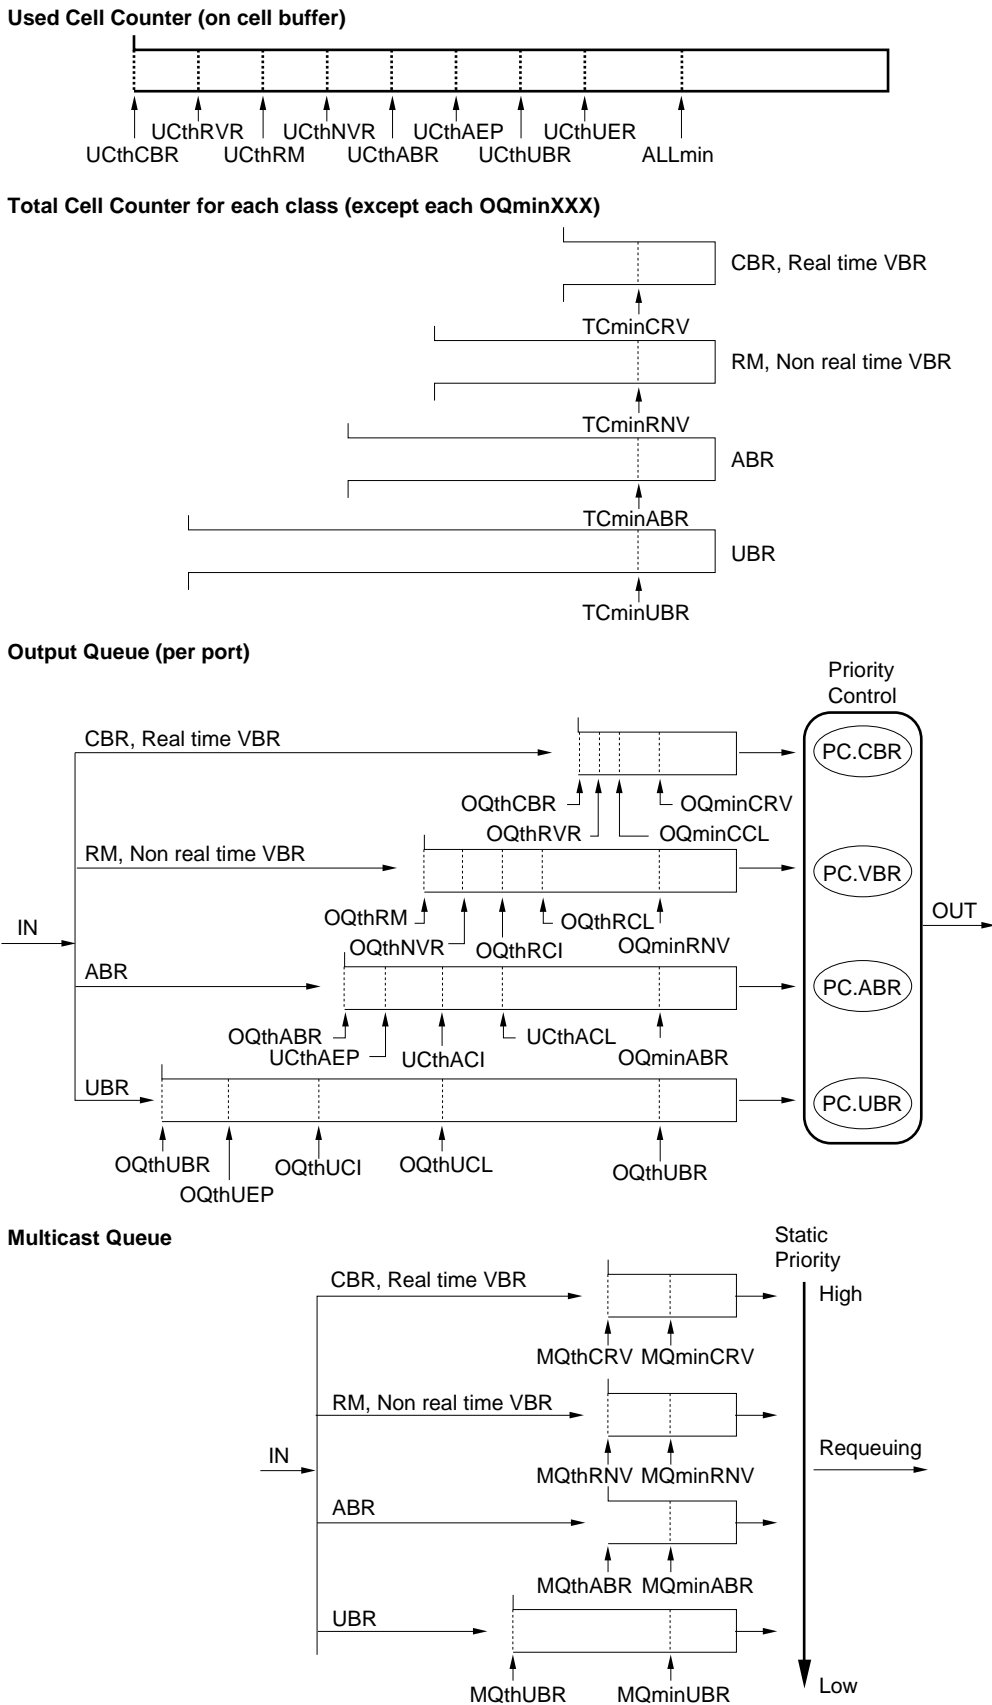 Used Cell Counter (on cell buffer)
UCthRVR UCthNVR UCthAEP UCthUER
UCthCBR UCthRM UCthABR UCthUBR ALLmin
Total Cell Counter for each class (except each OQminXXX)
CBR, Real time VBR
TCminCRV
RM, Non real time VBR
TCminRNV
ABR
TCminABR
UBR
TCminUBR
Output Queue (per port)
Priority
Control
CBR, Real time VBR
PC.CBR
OQthCBR OQminCRV
OQthRVR OQminCCL
RM, Non real time VBR
PC.VBR
OQthRM OQthRCL
IN
OUT
OQthNVR OQthRCI OQminRNV
ABR
PC.ABR
OQthABR UCthACL
UCthAEP UCthACI OQminABR
UBR
PC.UBR
OQthUBR OQthUCI OQthUCL OQthUBR
OQthUEP
Multicast Queue
Static
Priority
CBR, Real time VBR
High
MQthCRV MQminCRV
RM, Non real time VBR
IN
Requeuing
MQthRNV MQminRNV
ABR
MQthABR MQminABR
UBR
Low
MQthUBR MQminUBR